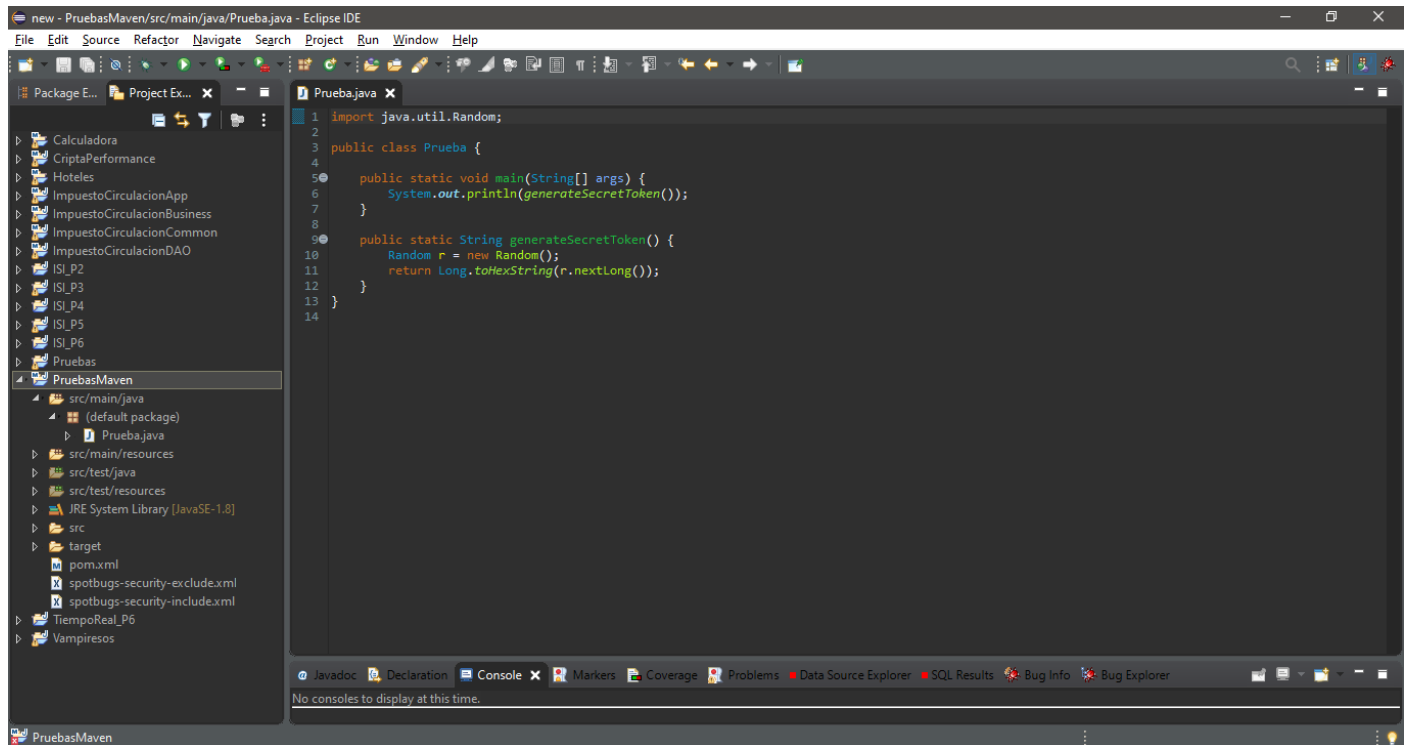 new - PruebasMaven/src/main/java/Prueba.java - Eclipse IDE
File Edit Source Refactor Navigate Search Project Run Window Help
Package E... Project Ex...
Calculadora
CriptaPerformance
Hoteles
ImpuestoCirculacionApp
ImpuestoCirculacionBusiness
ImpuestoCirculacionCommon
ImpuestoCirculacionDAO
ISI_P2
ISI_P3
ISI_P4
ISI_P5
ISI_P6
Pruebas
PruebasMaven
src/main/java
(default package)
Prueba.java
src/main/resources
src/test/java
src/test/resources
JRE System Library [JavaSE-1.8]
src
target
pom.xml
spotbugs-security-exclude.xml
spotbugs-security-include.xml
TiempoReal_P6
Vampiresos
Prueba.java
1 import java.util.Random;
2
3 public class Prueba {
4
5 public static void main(String[] args) {
6 System.out.println(generateSecretToken());
7 }
8
9 public static String generateSecretToken() {
10 Random r = new Random();
11 return Long.toHexString(r.nextLong());
12 }
13 }
14
Javadoc Declaration Console Markers Coverage Problems Data Source Explorer SQL Results Bug Info Bug Explorer
No consoles to display at this time.
PruebasMaven